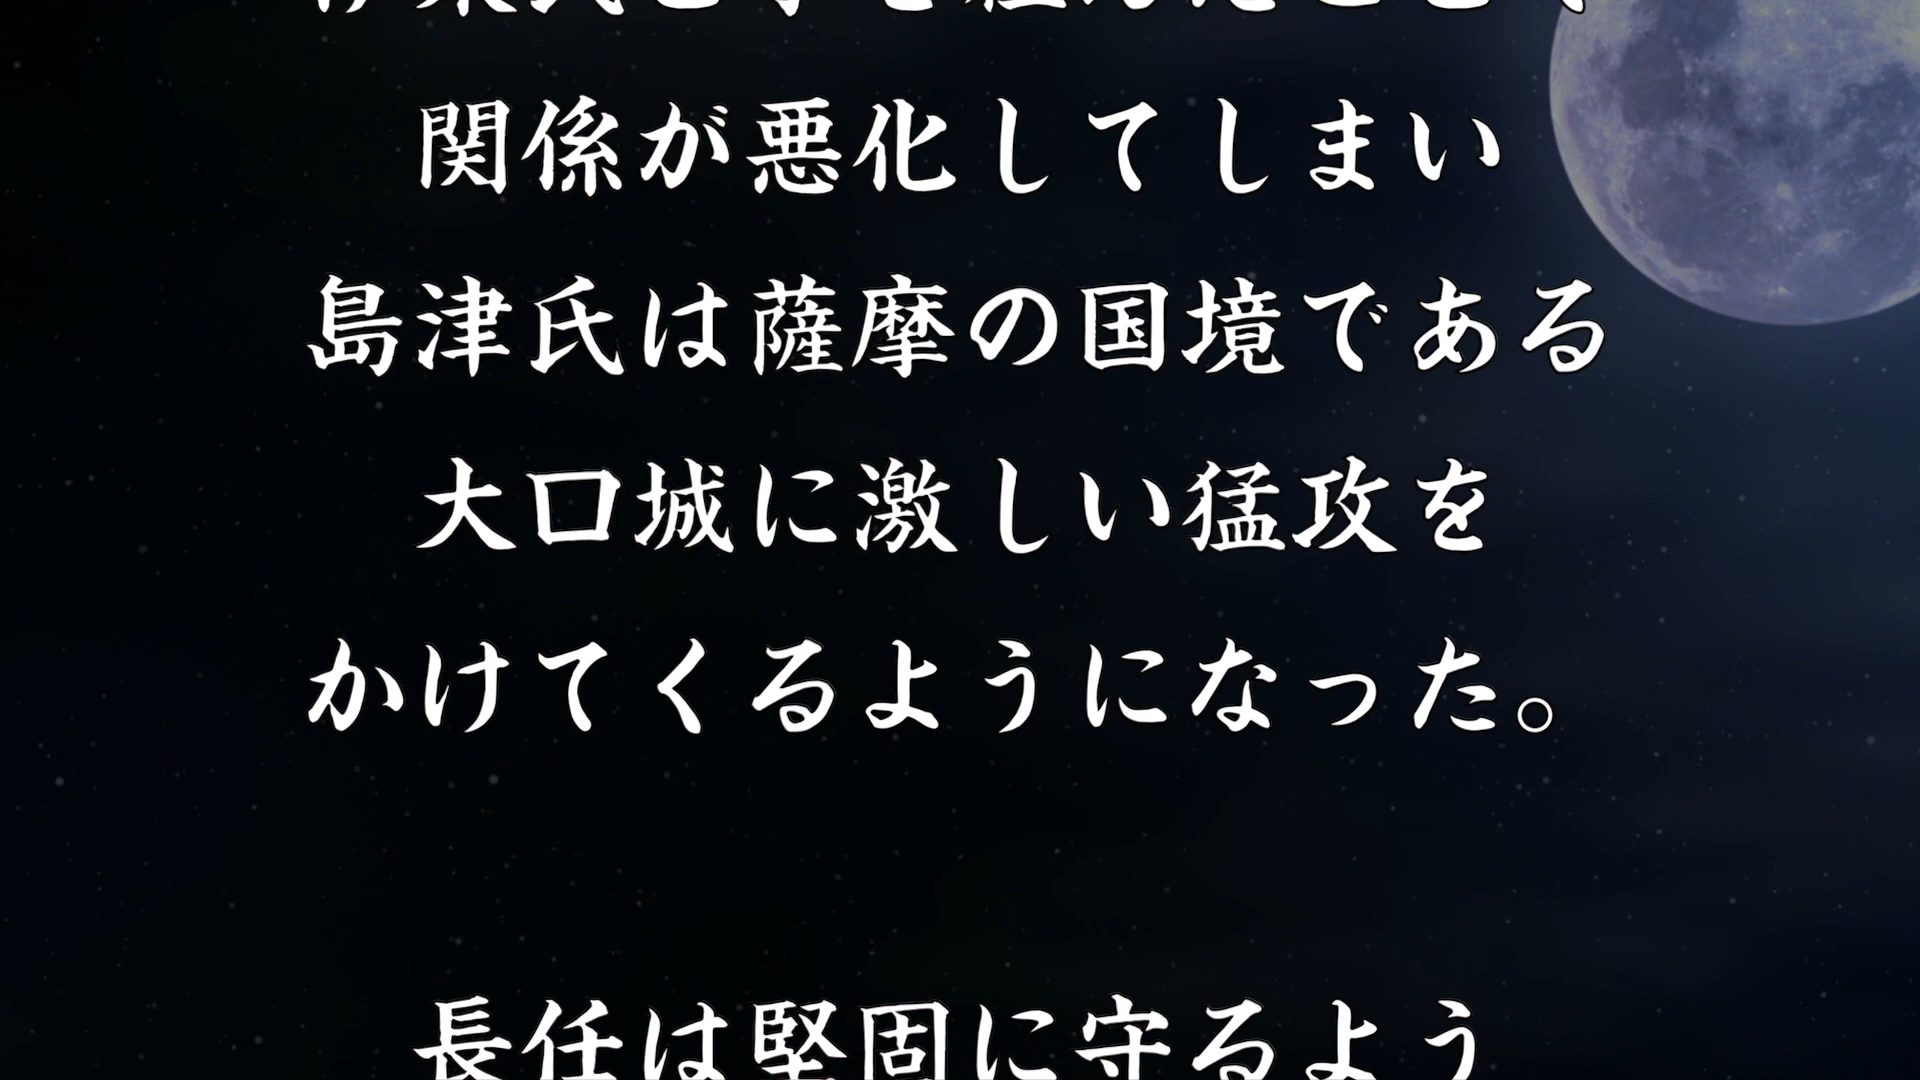 関係が悪化してしまい
島津氏は薩摩の国境である
大口城に激しい猛攻を
かけてくるようになった。
長任は堅固に守るよう